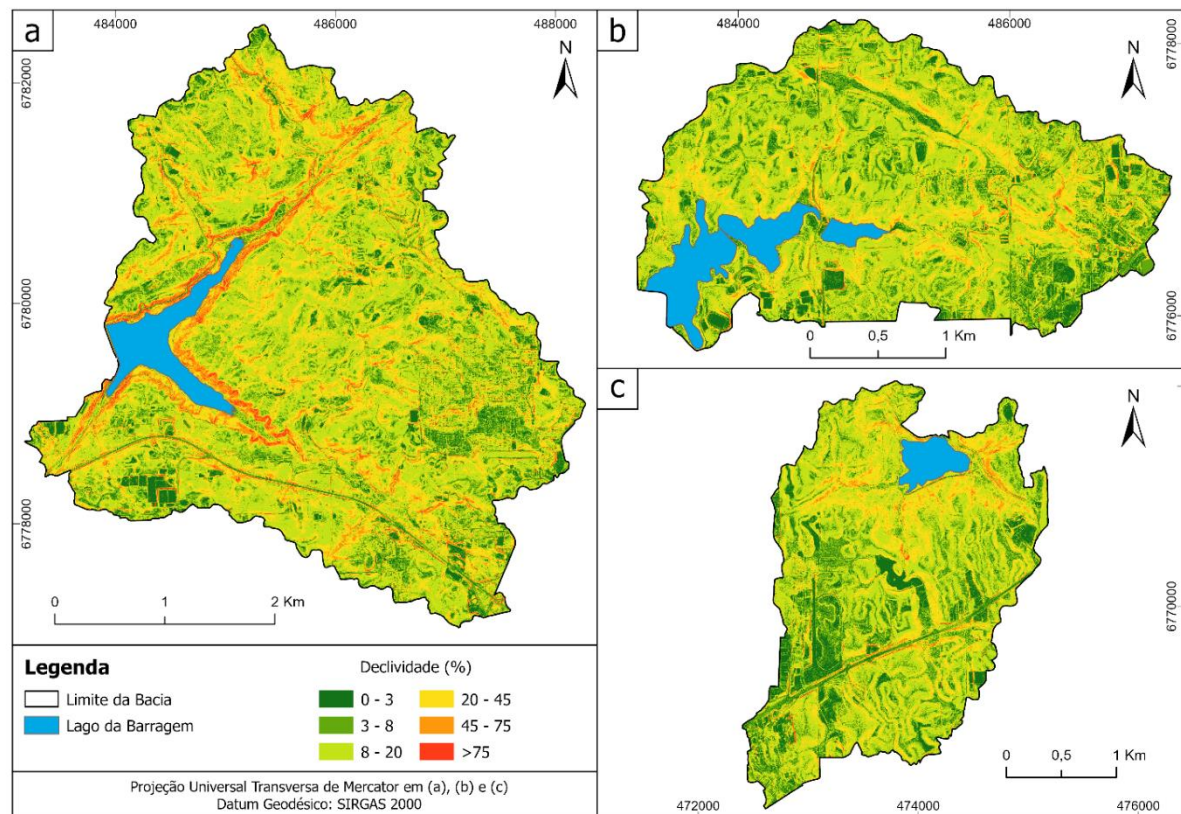 a
484000
486000
488000
N
6782000
6780000
6778000
0
1
2 Km
b
484000
486000
N
6778000
6776000
0
0,5
1 Km
c
N
6770000
0
0,5
1 Km
472000
474000
476000
Legenda
Limite da Bacia
Lago da Barragem
Declividade (%)
0 - 3
3 - 8
8 - 20
20 - 45
45 - 75
>75
Projeção Universal Transversa de Mercator em (a), (b) e (c)
Datum Geodésico: SIRGAS 2000